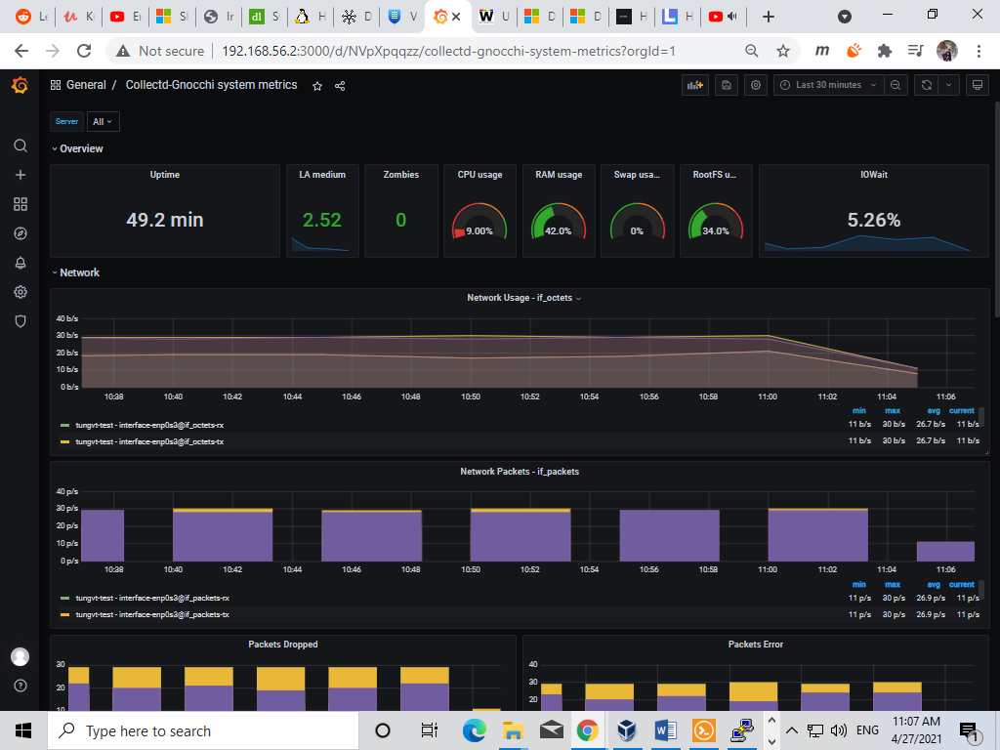 Le
Ki
Er
Sl
In
dl
S
H
D
V
U
D
D
H
H
Not secure
192.168.56.2:3000/d/NVpXpqqzz/collectd-gnocchi-system-metrics?orgId=1
General / Collectd-Gnocchi system metrics
Last 30 minutes
Server All
Overview
Uptime
49.2 min
LA medium
2.52
Zombies
0
CPU usage
9.00%
RAM usage
42.0%
Swap usa...
0%
RootFS u...
34.0%
IOWait
5.26%
Network
Network Usage - if_octets
40 b/s
30 b/s
20 b/s
10 b/s
0 b/s
10:38 10:40 10:42 10:44 10:46 10:48 10:50 10:52 10:54 10:56 10:58 11:00 11:02 11:04 11:06
min max avg current
tungvt-test - interface-enp0s3@if_octets-rx 11 b/s 30 b/s 26.7 b/s 11 b/s
tungvt-test - interface-enp0s3@if_octets-tx 11 b/s 30 b/s 26.7 b/s 11 b/s
Network Packets - if_packets
40 p/s
30 p/s
20 p/s
10 p/s
0 p/s
10:38 10:40 10:42 10:44 10:46 10:48 10:50 10:52 10:54 10:56 10:58 11:00 11:02 11:04 11:06
min max avg current
tungvt-test - interface-enp0s3@if_packets-rx 11 p/s 30 p/s 26.9 p/s 11 p/s
tungvt-test - interface-enp0s3@if_packets-tx 11 p/s 30 p/s 26.9 p/s 11 p/s
Packets Dropped
30
20
10
Packets Error
40
30
20
Type here to search
ENG
11:07 AM
4/27/2021
1